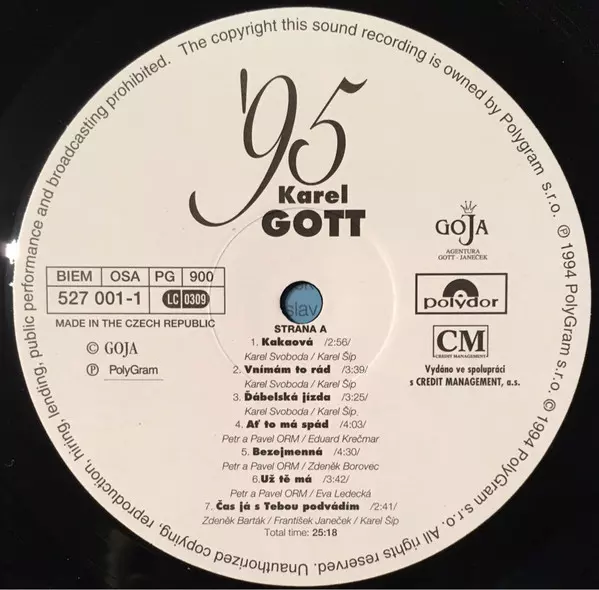 Unauthorized copying, reproduction, hiring, lending, public performance and broadcasting prohibited. The copyright this sound recording is owned by Polygram s.r.o. ℗ 1994 PolyGram s.r.o. © 1994 PolyGram s.r.o. All rights reserved.
'95
Karel
GOTT
GOJA
AGENTURA
GOTT - JANEČEK
BIEM OSA PG 900
527 001-1 LC 0309
MADE IN THE CZECH REPUBLIC
© GOJA
℗ PolyGram
polydor
CM
CREDIT MANAGEMENT
Vydáno ve spolupráci
s CREDIT MANAGEMENT, a.s.
slav
STRANA A
1. Kakaová /2:56/
Karel Svoboda / Karel Šíp
2. Vnímám to rád /3:39/
Karel Svoboda / Karel Šíp
3. Ďábelská jízda /3:25/
Karel Svoboda / Karel Šíp
4. Ať to má spád /4:03/
Petr a Pavel ORM / Eduard Krečmar
5. Bezejmenná /4:30/
Petr a Pavel ORM / Zdeněk Borovec
6. Už tě má /3:42/
Petr a Pavel ORM / Eva Ledecká
7. Čas já s Tebou podvádím /2:41/
Zdeněk Barták / František Janeček / Karel Šíp
Total time: 25:18